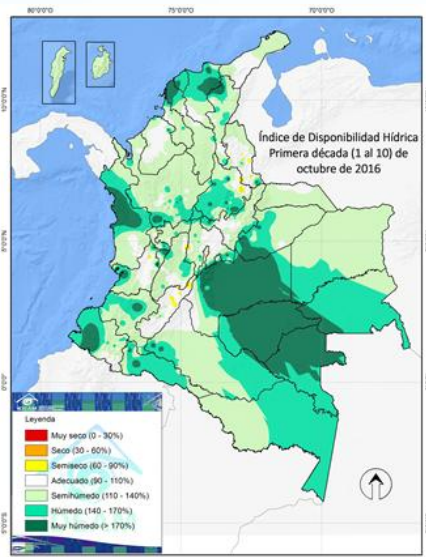 80°0'0"O
75°0'0"O
70°0'0"O
10°0'0"N
5°0'0"N
0°0'0"
5°0'0"S
Índice de Disponibilidad Hídrica
Primera década (1 al 10) de
octubre de 2016
Leyenda
Muy seco (0 - 30%)
Seco (30 - 60%)
Semiseco (60 - 90%)
Adecuado (90 - 110%)
Semihúmedo (110 - 140%)
Húmedo (140 - 170%)
Muy húmedo (> 170%)